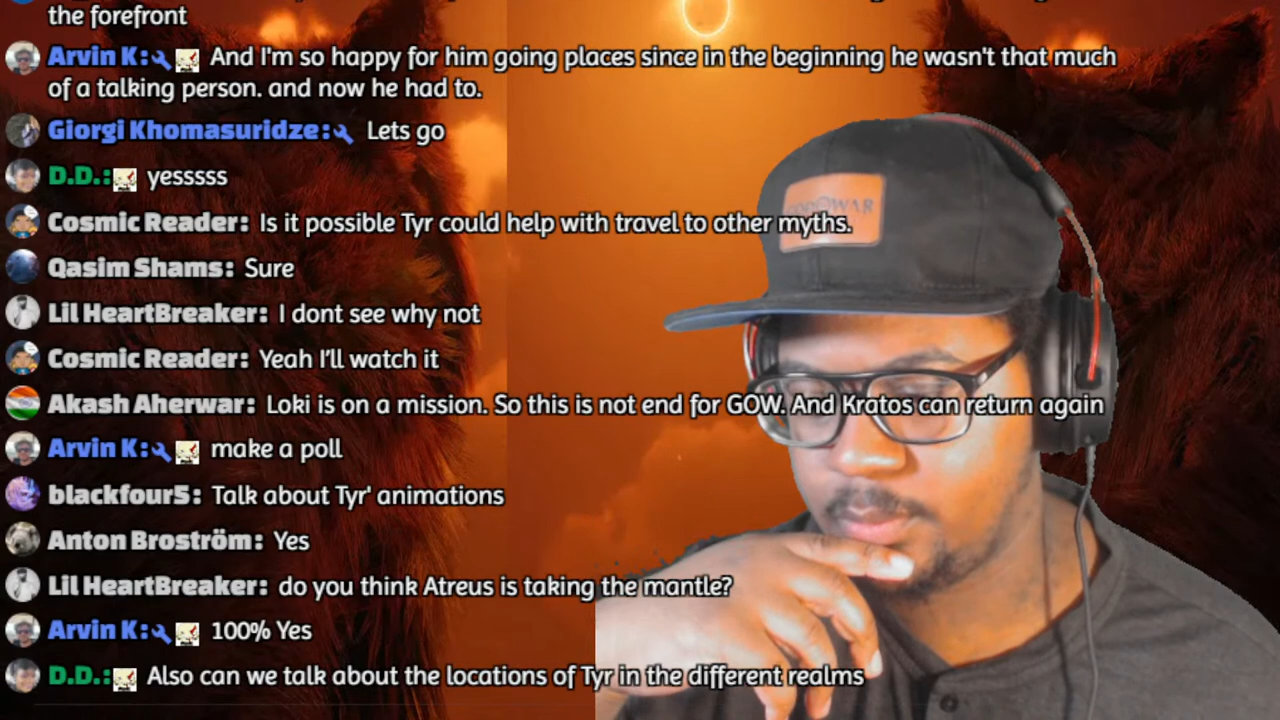 the forefront
Arvin K: And I'm so happy for him going places since in the beginning he wasn't that much
of a talking person. and now he had to.
Giorgi Khomasuridze: Lets go
D.D.: yesssss
Cosmic Reader: Is it possible Tyr could help with travel to other myths.
Qasim Shams: Sure
Lil HeartBreaker: I dont see why not
Cosmic Reader: Yeah I'll watch it
Akash Aherwar: Loki is on a mission. So this is not end for GOW. And Kratos can return again
Arvin K: make a poll
blackfour5: Talk about Tyr' animations
Anton Broström: Yes
Lil HeartBreaker: do you think Atreus is taking the mantle?
Arvin K: 100% Yes
D.D.: Also can we talk about the locations of Tyr in the different realms